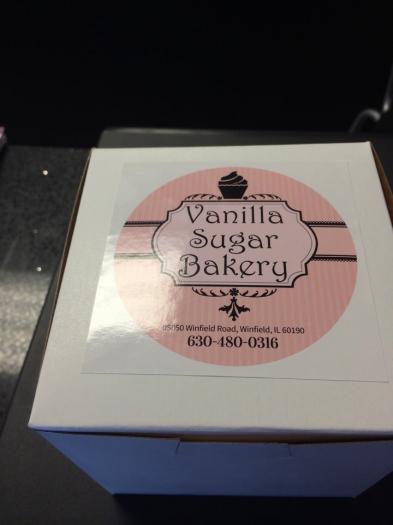 Vanilla
Sugar
Bakery
0S050 Winfield Road, Winfield, IL 60190
630-480-0316